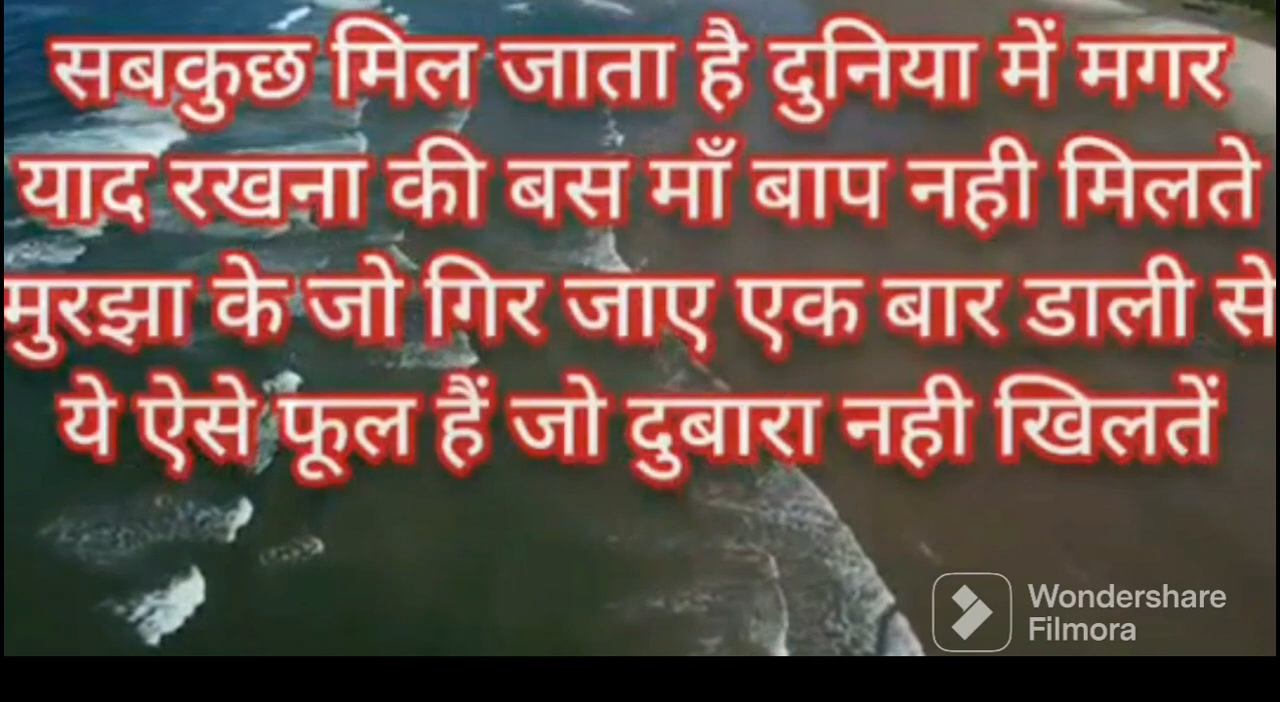 सबकुछ मिल जाता है दुनिया में मगर
याद रखना की बस माँ बाप नही मिलते
मुरझा के जो गिर जाए एक बार डाली से
ये ऐसे फूल हैं जो दुबारा नही खिलतें
Wondershare
Filmora